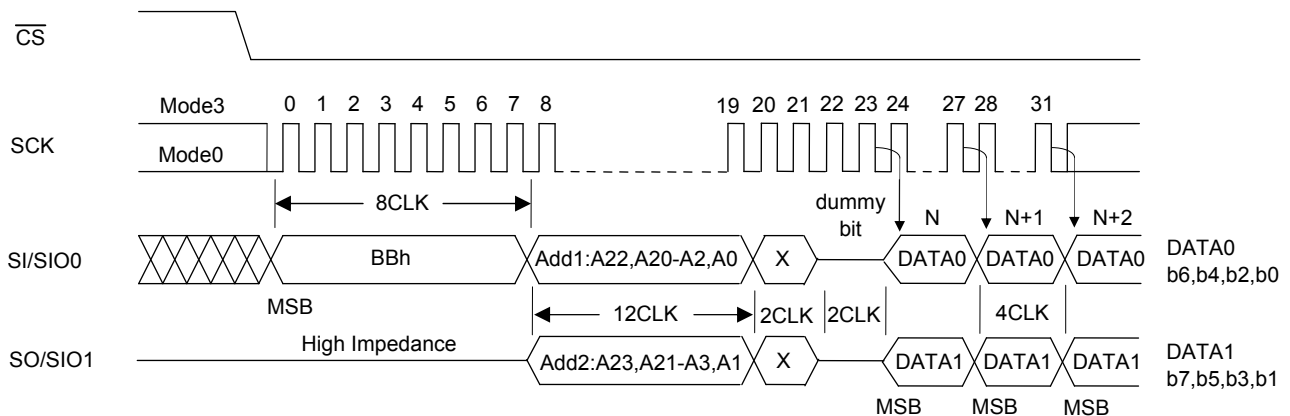 CS
Mode3 0 1 2 3 4 5 6 7 8 19 20 21 22 23 24 27 28 31
SCK
Mode0
8CLK
dummy
bit
N N+1 N+2
SI/SIO0 BBh Add1:A22,A20-A2,A0 X DATA0 DATA0 DATA0
DATA0
b6,b4,b2,b0
MSB
12CLK 2CLK 2CLK 4CLK
High Impedance
SO/SIO1 Add2:A23,A21-A3,A1 X DATA1 DATA1 DATA1
DATA1
b7,b5,b3,b1
MSB MSB MSB